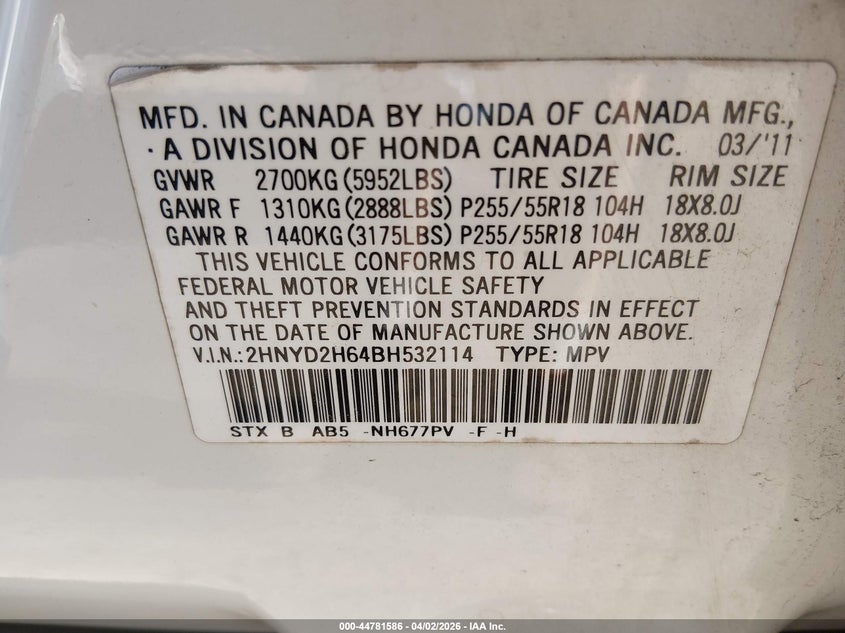 MFD. IN CANADA BY HONDA OF CANADA MFG.,
· A DIVISION OF HONDA CANADA INC. 03/'11
GVWR 2700KG(5952LBS) TIRE SIZE RIM SIZE
GAWR F 1310KG(2888LBS) P255/55R18 104H 18X8.0J
GAWR R 1440KG(3175LBS) P255/55R18 104H 18X8.0J
THIS VEHICLE CONFORMS TO ALL APPLICABLE
FEDERAL MOTOR VEHICLE SAFETY
AND THEFT PREVENTION STANDARDS IN EFFECT
ON THE DATE OF MANUFACTURE SHOWN ABOVE.
V.I.N.:2HNYD2H64BH532114 TYPE: MPV
STX B AB5 -NH677PV -F -H
000-44781586 | 04/02/2026 - IAA Inc.